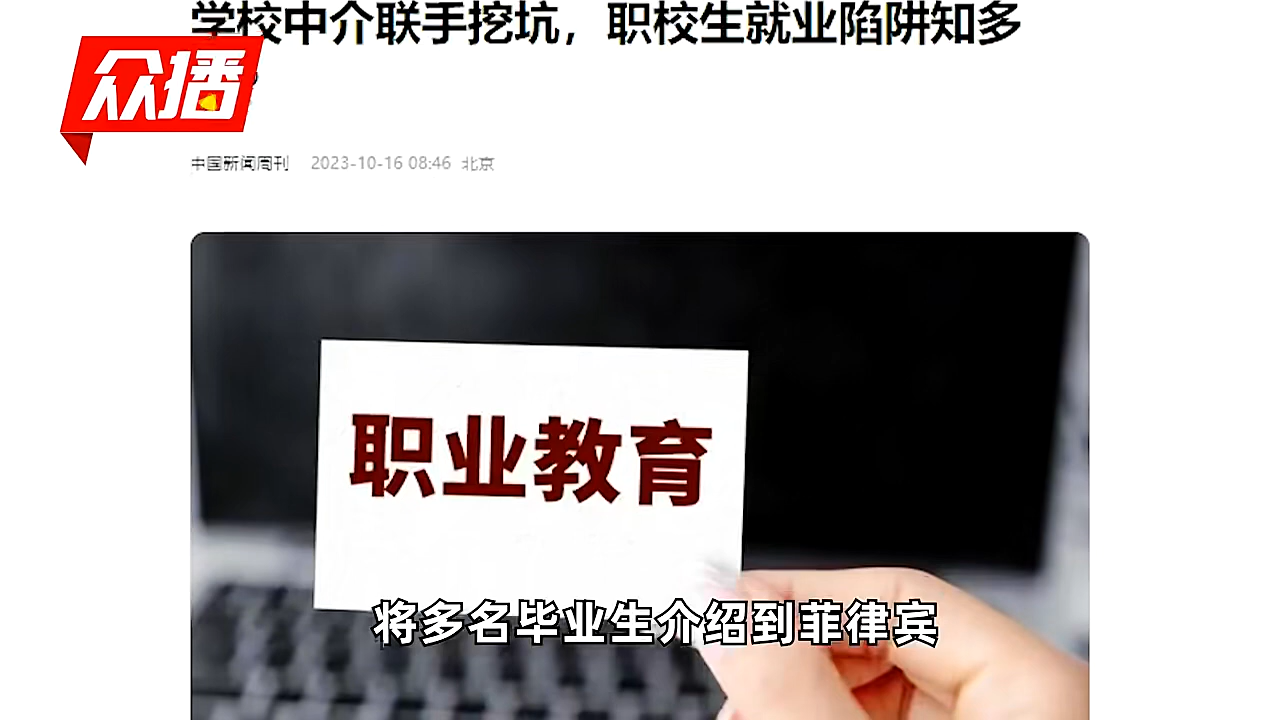 学校中介联手挖坑，职校生就业陷阱知多
众播
中国新闻周刊 2023-10-16 08:46 北京
职业教育
将多名毕业生介绍到菲律宾